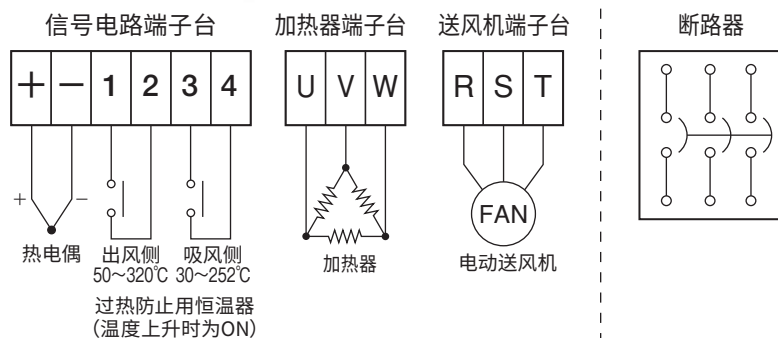 信号电路端子台 加热器端子台 送风机端子台 断路器
+ − 1 2 3 4 U V W R S T
+ −
FAN
热电偶 出风侧 吸风侧 加热器 电动送风机
50～320℃ 30～252℃
过热防止用恒温器
（温度上升时为ON）